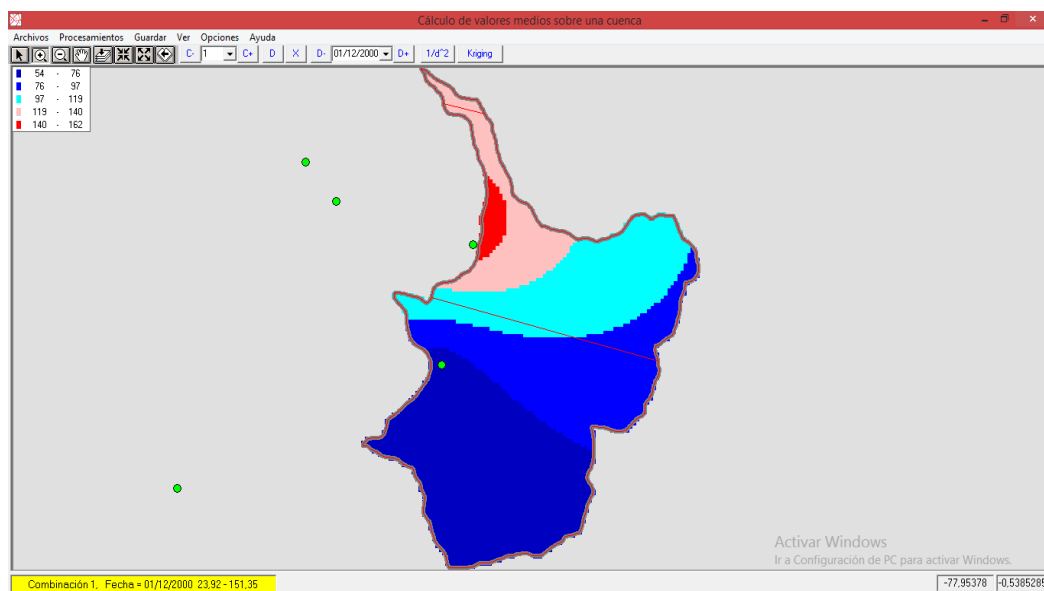 Cálculo de valores medios sobre una cuenca
Archivos Procesamientos Guardar Ver Opciones Ayuda
C- 1 C+ D X D- 01/12/2000 D+ 1/d^2 Kriging
54 - 76
76 - 97
97 - 119
119 - 140
140 - 162
Activar Windows
Ir a Configuración de PC para activar Windows.
Combinación 1, Fecha = 01/12/2000 23,92 - 151,35
-77,95378 -0,5385285